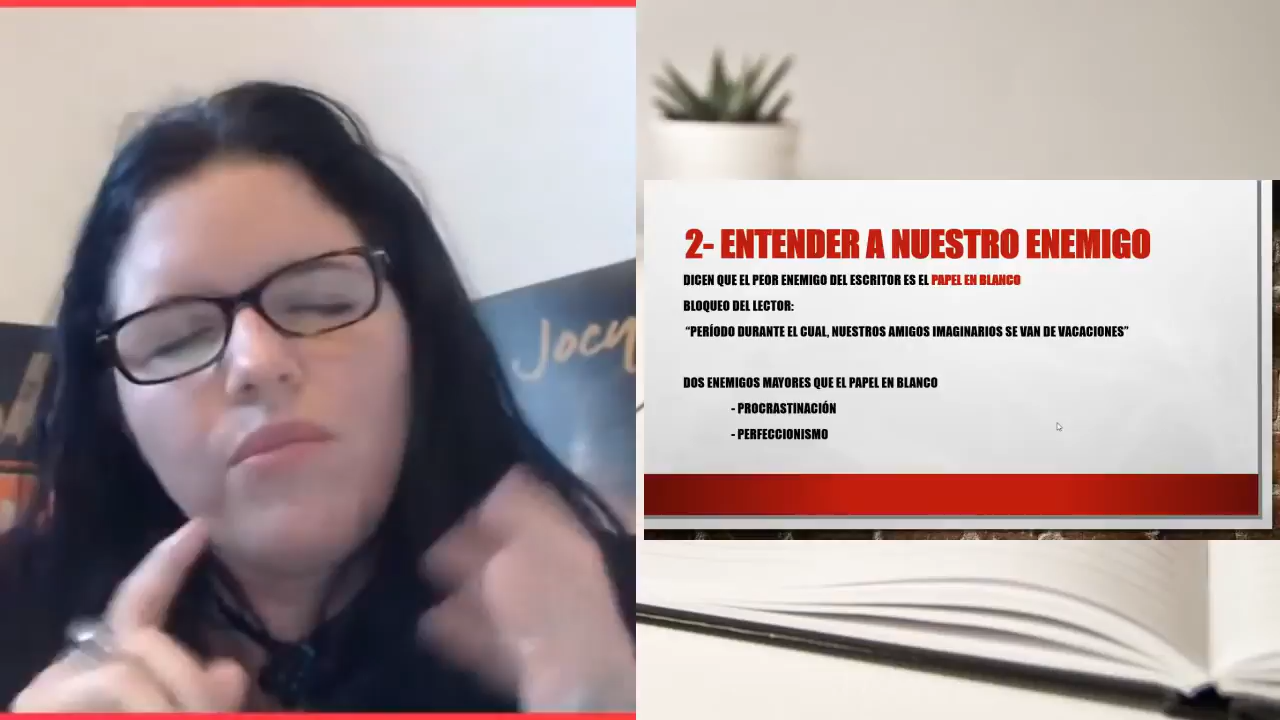 Jocy
2- ENTENDER A NUESTRO ENEMIGO
DICEN QUE EL PEOR ENEMIGO DEL ESCRITOR ES EL PAPEL EN BLANCO
BLOQUEO DEL LECTOR:
“PERÍODO DURANTE EL CUAL, NUESTROS AMIGOS IMAGINARIOS SE VAN DE VACACIONES”
DOS ENEMIGOS MAYORES QUE EL PAPEL EN BLANCO
- PROCRASTINACIÓN
- PERFECCIONISMO